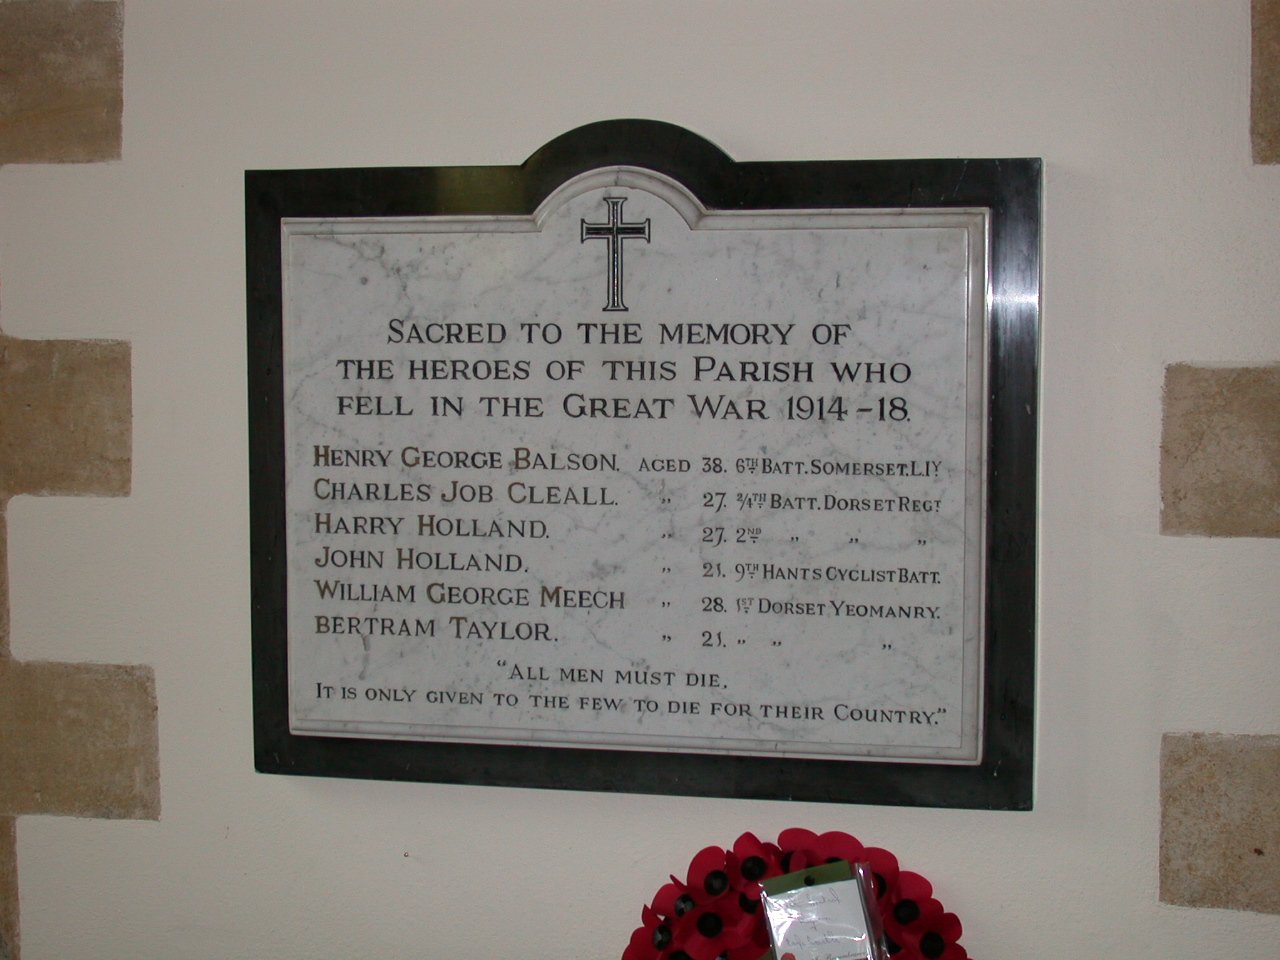 SACRED TO THE MEMORY OF
THE HEROES OF THIS PARISH WHO
FELL IN THE GREAT WAR 1914-18.
HENRY GEORGE BALSON. AGED 38. 6TH BATT. SOMERSET. L.IY.
CHARLES JOB CLEALL. „ 27. 2/4TH BATT. DORSET REGT
HARRY HOLLAND. „ 27. 2ND „ „ „
JOHN HOLLAND. „ 21. 9TH HANTS CYCLIST BATT.
WILLIAM GEORGE MEECH „ 28. 1ST DORSET YEOMANRY.
BERTRAM TAYLOR. „ 21. „ „ „
"ALL MEN MUST DIE,
IT IS ONLY GIVEN TO THE FEW TO DIE FOR THEIR COUNTRY."